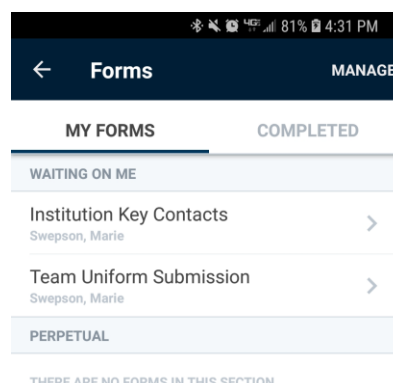 4G 81% 4:31 PM
Forms MANAGE
MY FORMS COMPLETED
WAITING ON ME
Institution Key Contacts
Swepson, Marie
Team Uniform Submission
Swepson, Marie
PERPETUAL
THERE ARE NO FORMS IN THIS SECTION